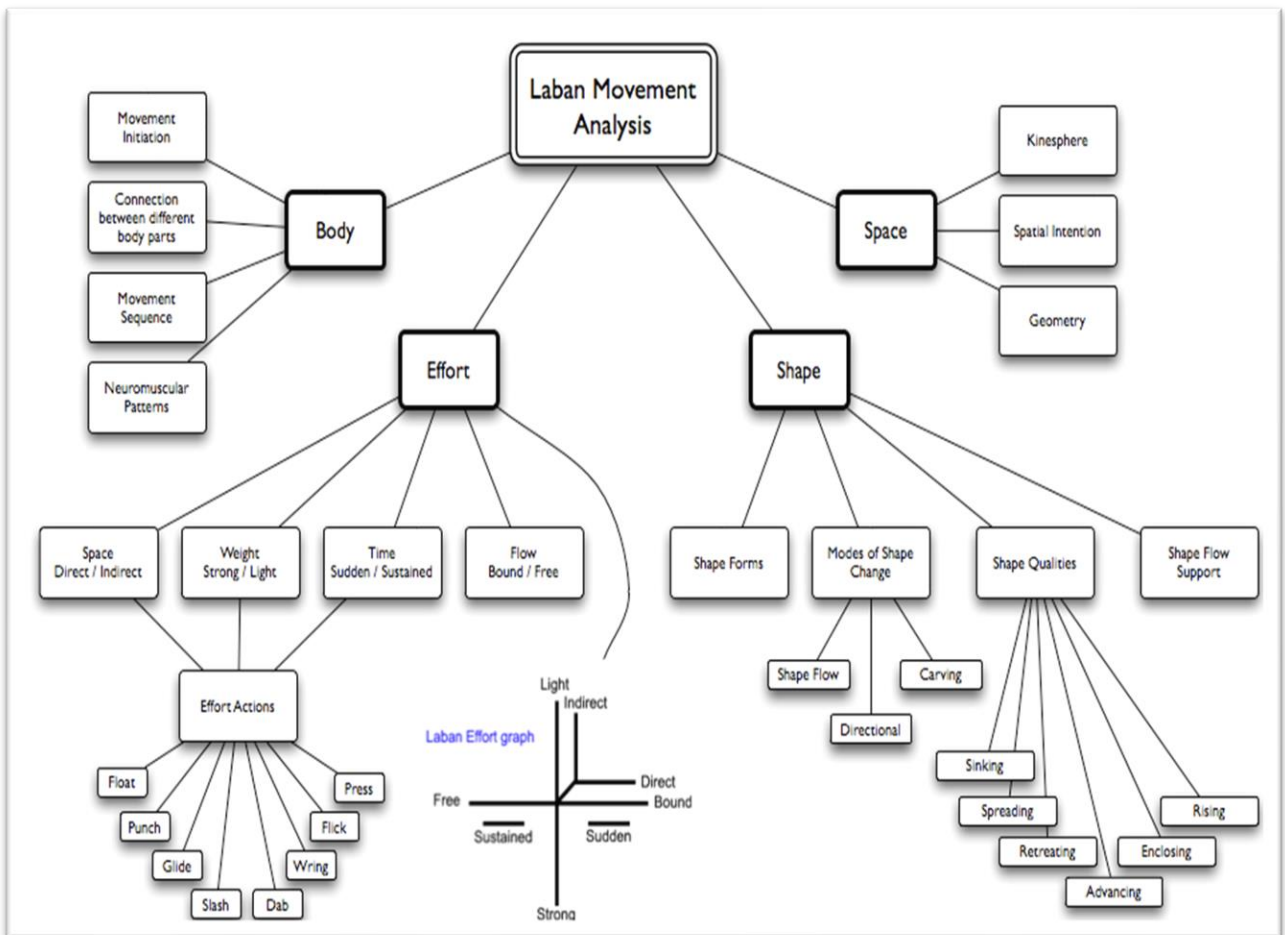 Laban Movement
Analysis
Movement
Initiation
Connection
between different
body parts
Movement
Sequence
Neuromuscular
Patterns
Body
Space
Kinesphere
Spatial Intention
Geometry
Effort
Shape
Space
Direct / Indirect
Weight
Strong / Light
Time
Sudden / Sustained
Flow
Bound / Free
Shape Forms
Modes of Shape
Change
Shape Qualities
Shape Flow
Support
Effort Actions
Float
Punch
Glide
Slash
Dab
Wring
Flick
Press
Laban Effort graph
Light
Indirect
Direct
Free
Bound
Sustained
Sudden
Strong
Shape Flow
Directional
Carving
Sinking
Spreading
Retreating
Advancing
Enclosing
Rising